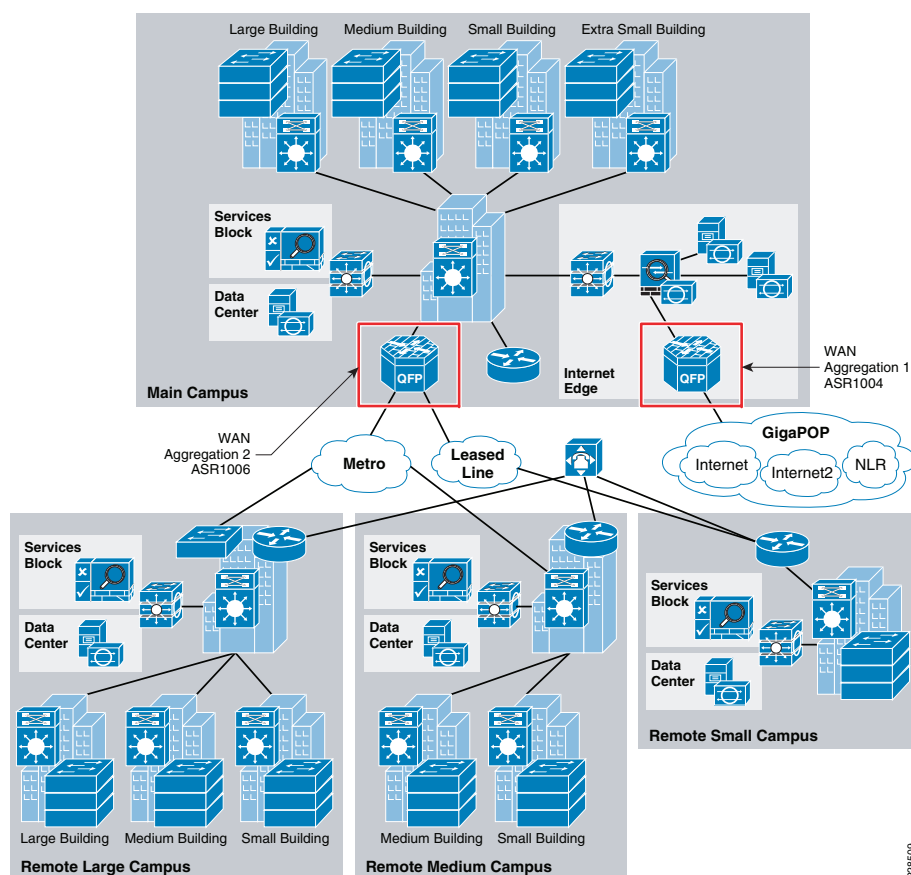 Large Building
Medium Building
Small Building
Extra Small Building
Services
Block
Data
Center
QFP
Main Campus
Internet
Edge
QFP
WAN
Aggregation 1
ASR1004
WAN
Aggregation 2
ASR1006
Metro
Leased
Line
GigaPOP
Internet
Internet2
NLR
Services
Block
Data
Center
Large Building
Medium Building
Small Building
Remote Large Campus
Services
Block
Data
Center
Medium Building
Small Building
Remote Medium Campus
Services
Block
Data
Center
Remote Small Campus